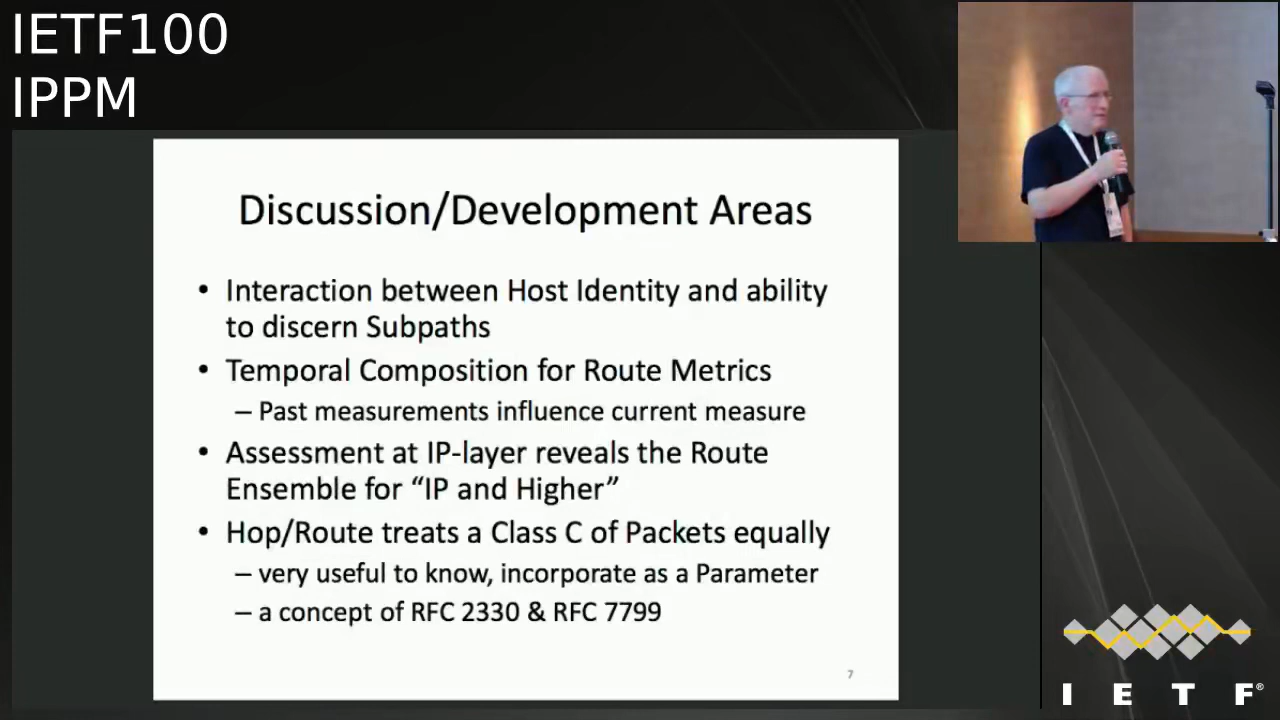 IETF100
IPPM
Discussion/Development Areas
• Interaction between Host Identity and ability
to discern Subpaths
• Temporal Composition for Route Metrics
– Past measurements influence current measure
• Assessment at IP-layer reveals the Route
Ensemble for “IP and Higher”
• Hop/Route treats a Class C of Packets equally
– very useful to know, incorporate as a Parameter
– a concept of RFC 2330 & RFC 7799
7
I E T F®